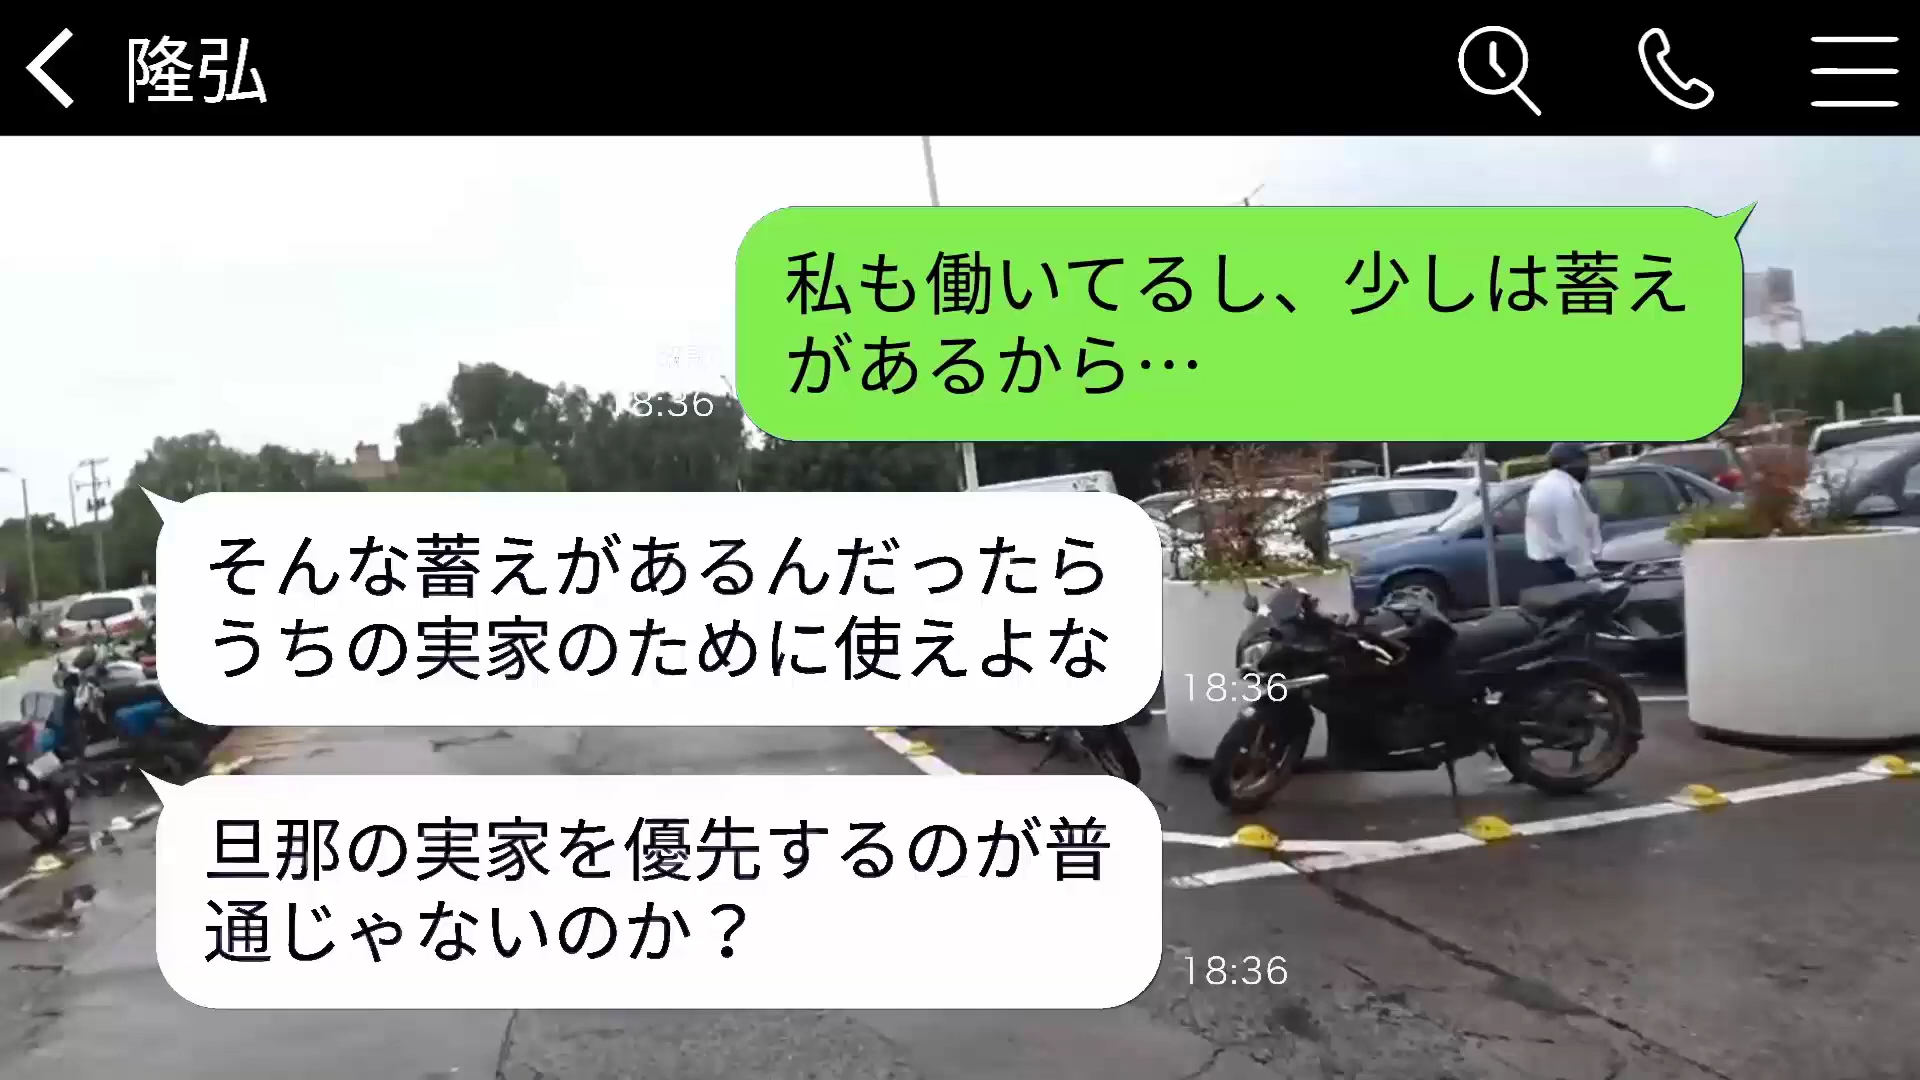 隆弘
私も働いてるし、少しは蓄え
があるから…
18:36
そんな蓄えがあるんだったら
うちの実家のために使えよな
18:36
旦那の実家を優先するのが普
通じゃないのか？
18:36